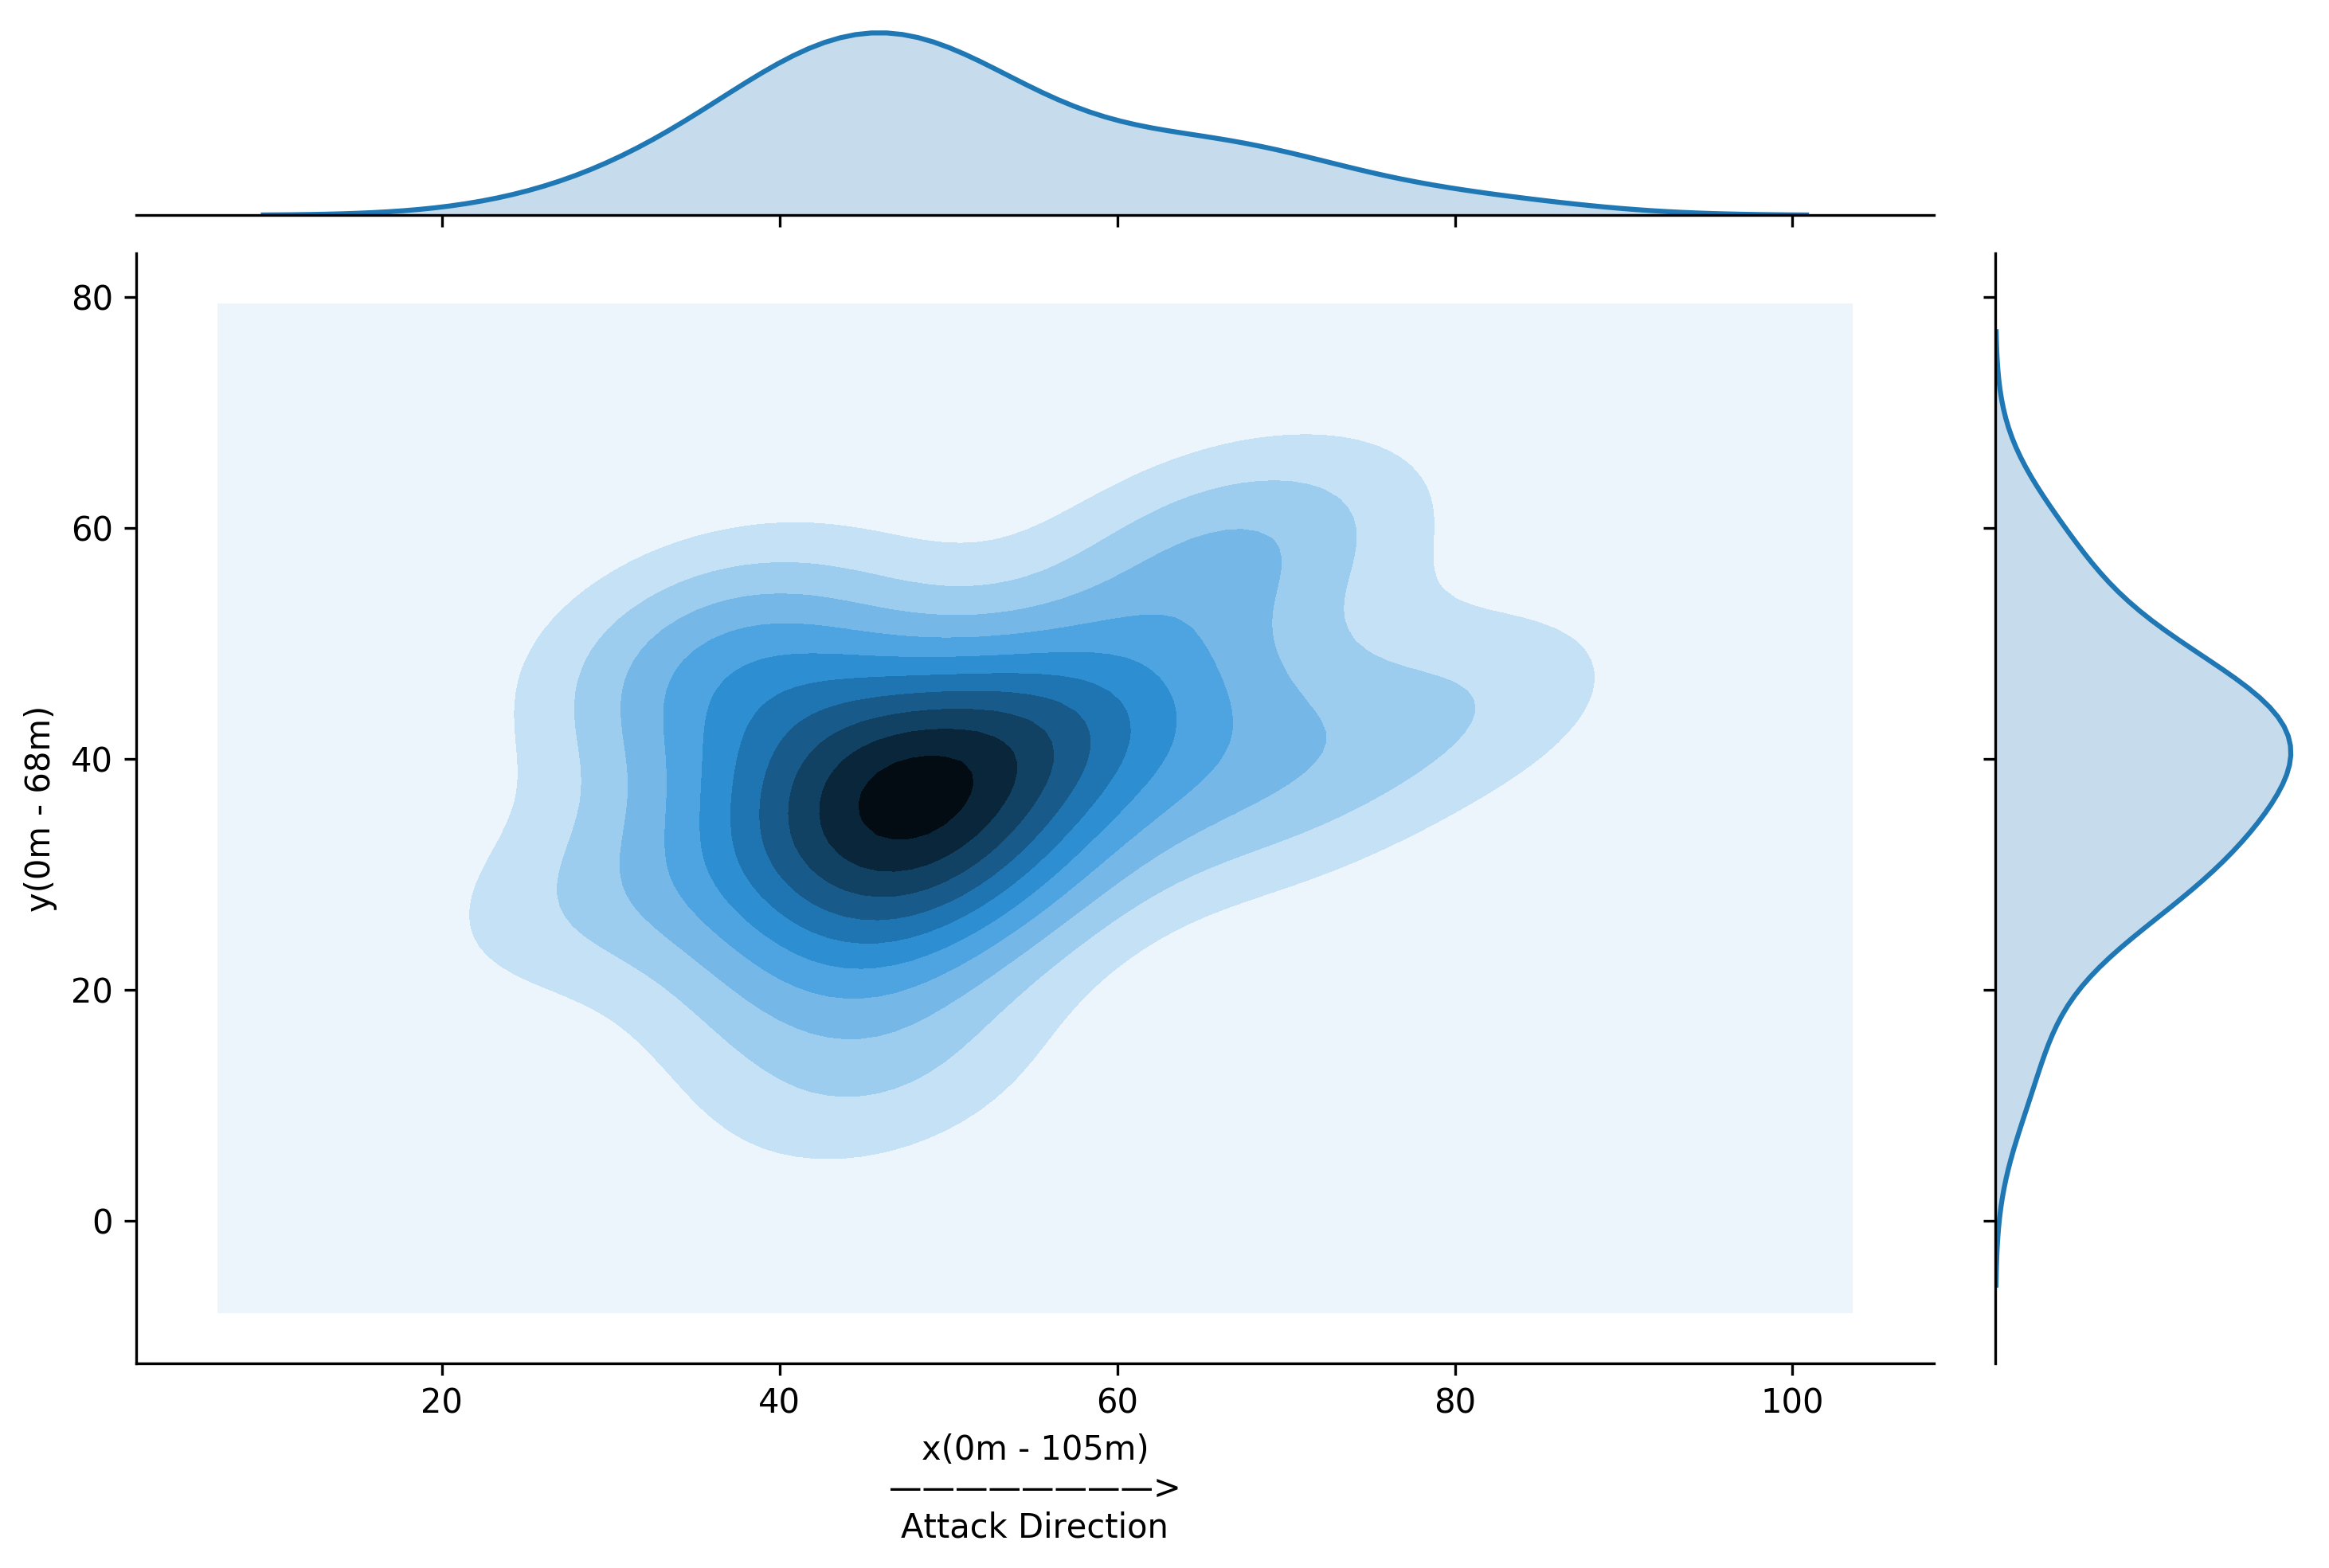 80
60
40
20
0
y(0m - 68m)
20 40 60 80 100
x(0m - 105m)
————————>
Attack Direction